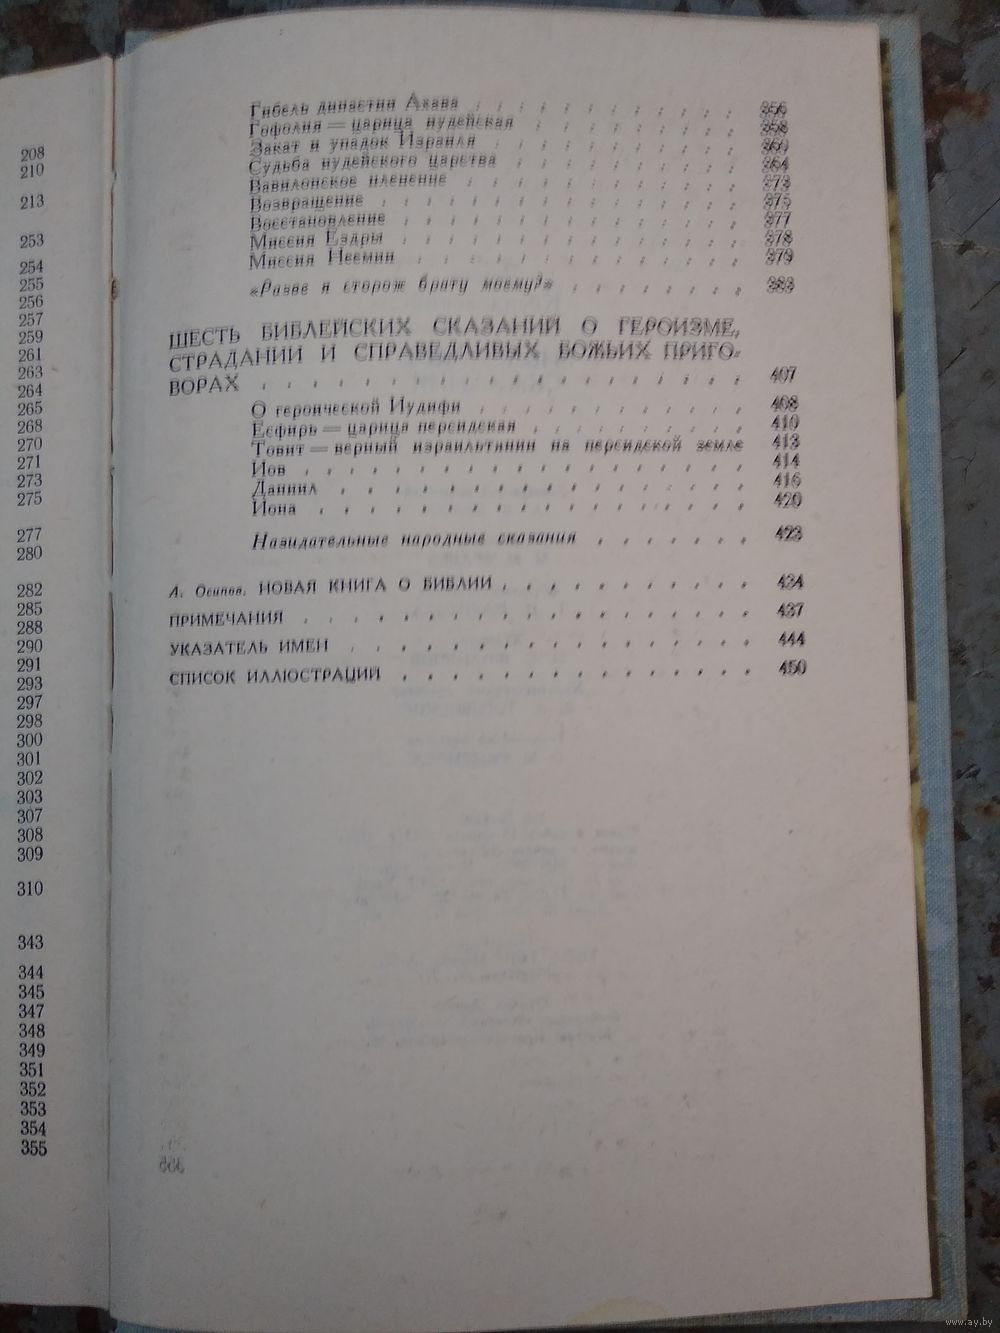 208
210
213
253
254
255
256
257
259
261
263
264
265
268
270
271
273
275
277
280
282
285
288
290
291
293
297
298
300
301
302
303
307
308
309
310
343
344
345
347
348
349
351
352
353
354
355
Гибель династии Ахава . . . . . . . . . . . . . 356
Гофолия — царица иудейская . . . . . . . . . . 358
Закат и упадок Израиля . . . . . . . . . . . . 360
Судьба иудейского царства . . . . . . . . . . . 364
Вавилонское пленение . . . . . . . . . . . . . 373
Возвращение . . . . . . . . . . . . . . . . 375
Восстановление . . . . . . . . . . . . . . . 377
Миссия Ездры . . . . . . . . . . . . . . . 378
Миссия Неемии . . . . . . . . . . . . . . . 379
«Разве я сторож брату моему?» . . . . . . . . 383
ШЕСТЬ БИБЛЕЙСКИХ СКАЗАНИЙ О ГЕРОИЗМЕ,
СТРАДАНИИ И СПРАВЕДЛИВЫХ БОЖЬИХ ПРИГО-
ВОРАХ . . . . . . . . . . . . . . . . . . . . 407
О героической Иудифи . . . . . . . . . . . . 408
Есфирь — царица персидская . . . . . . . . . . 410
Товит — верный израильтянин на персидской земле 413
Иов . . . . . . . . . . . . . . . . . . . 414
Даниил . . . . . . . . . . . . . . . . . . 416
Иона . . . . . . . . . . . . . . . . . . . 420
Назидательные народные сказания . . . . . . . 423
А. Осипов. НОВАЯ КНИГА О БИБЛИИ . . . . . . . . . . . 434
ПРИМЕЧАНИЯ . . . . . . . . . . . . . . . . . . 437
УКАЗАТЕЛЬ ИМЕН . . . . . . . . . . . . . . . . 444
СПИСОК ИЛЛЮСТРАЦИЙ . . . . . . . . . . . . . . 450
www.ay.by